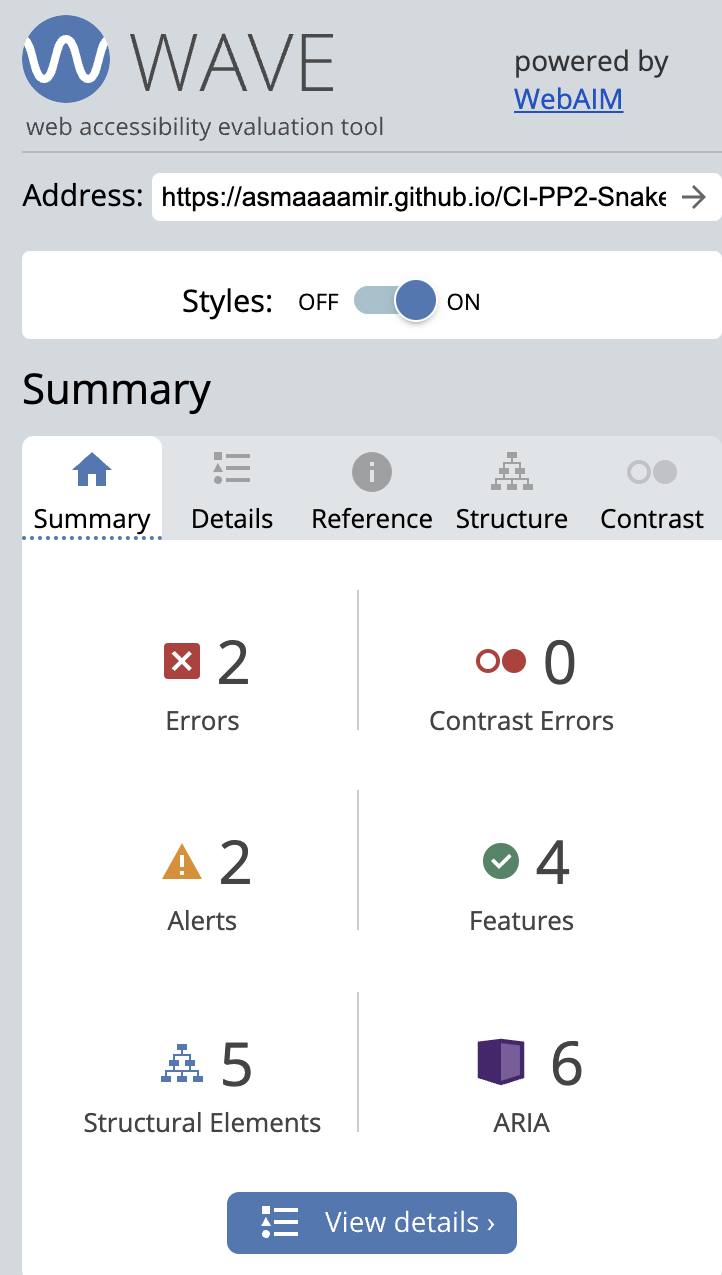 WAVE
powered by
WebAIM
web accessibility evaluation tool
Address: https://asmaaaamir.github.io/CI-PP2-Snake
Styles: OFF ON
Summary
Summary Details Reference Structure Contrast
2 0
Errors Contrast Errors
2 4
Alerts Features
5 6
Structural Elements ARIA
View details ›